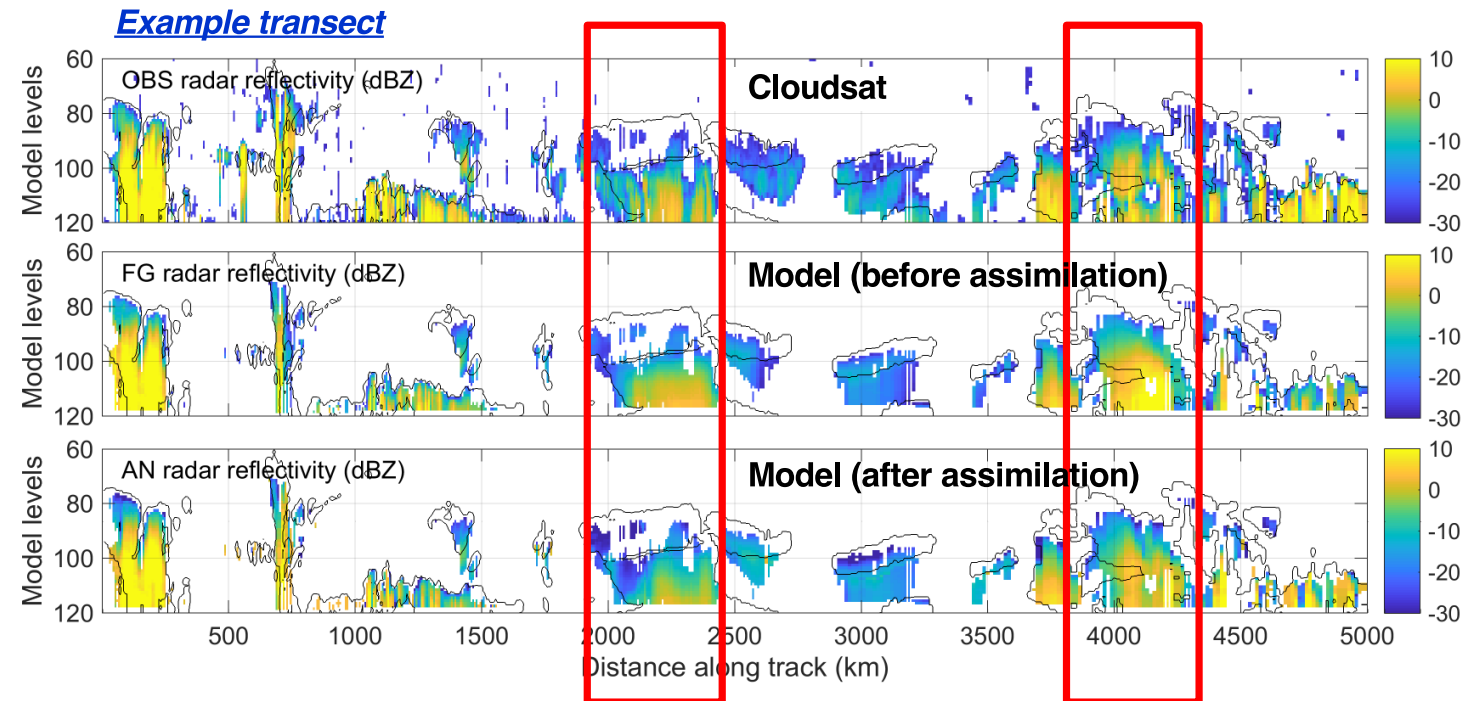 Example transect
OBS radar reflectivity (dBZ)
Cloudsat
Model levels
60
80
100
120
10
0
-10
-20
-30
FG radar reflectivity (dBZ)
Model (before assimilation)
Model levels
60
80
100
120
10
0
-10
-20
-30
AN radar reflectivity (dBZ)
Model (after assimilation)
Model levels
60
80
100
120
10
0
-10
-20
-30
500 1000 1500 2000 2500 3000 3500 4000 4500 5000
Distance along track (km)